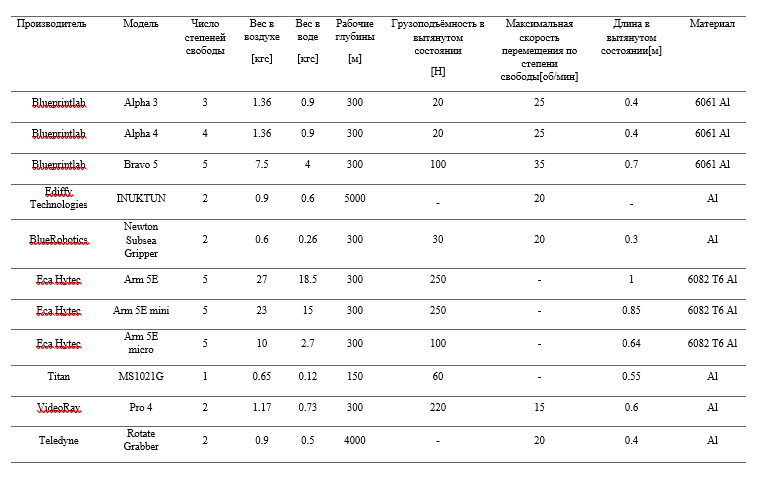 Производитель Модель Число степеней свободы Вес в воздухе [кгс] Вес в воде [кгс] Рабочие глубины [м] Грузоподъёмность в вытянутом состоянии [Н] Максимальная скорость перемещения по степени свободы[об/мин] Длина в вытянутом состоянии[м] Материал
Blueprintlab Alpha 3 3 1.36 0.9 300 20 25 0.4 6061 Al
Blueprintlab Alpha 4 4 1.36 0.9 300 20 25 0.4 6061 Al
Blueprintlab Bravo 5 5 7.5 4 300 100 35 0.7 6061 Al
Ediffy Technologies INUKTUN 2 0.9 0.6 5000 - 20 - Al
BlueRobotics Newton Subsea Gripper 2 0.6 0.26 300 30 20 0.3 Al
Eca Hytec Arm 5E 5 27 18.5 300 250 - 1 6082 T6 Al
Eca Hytec Arm 5E mini 5 23 15 300 250 - 0.85 6082 T6 Al
Eca Hytec Arm 5E micro 5 10 2.7 300 100 - 0.64 6082 T6 Al
Titan MS1021G 1 0.65 0.12 150 60 - 0.55 Al
VideoRay Pro 4 2 1.17 0.73 300 220 15 0.6 Al
Teledyne Rotate Grabber 2 0.9 0.5 4000 - 20 0.4 Al